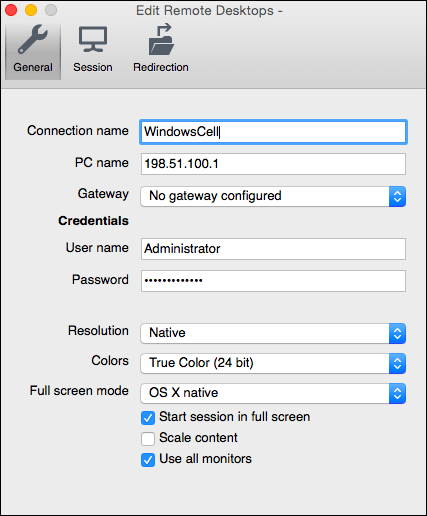 Edit Remote Desktops -
General Session Redirection
Connection name WindowsCell
PC name 198.51.100.1
Gateway No gateway configured
Credentials
User name Administrator
Password •••••••••••••
Resolution Native
Colors True Color (24 bit)
Full screen mode OS X native
Start session in full screen
Scale content
Use all monitors